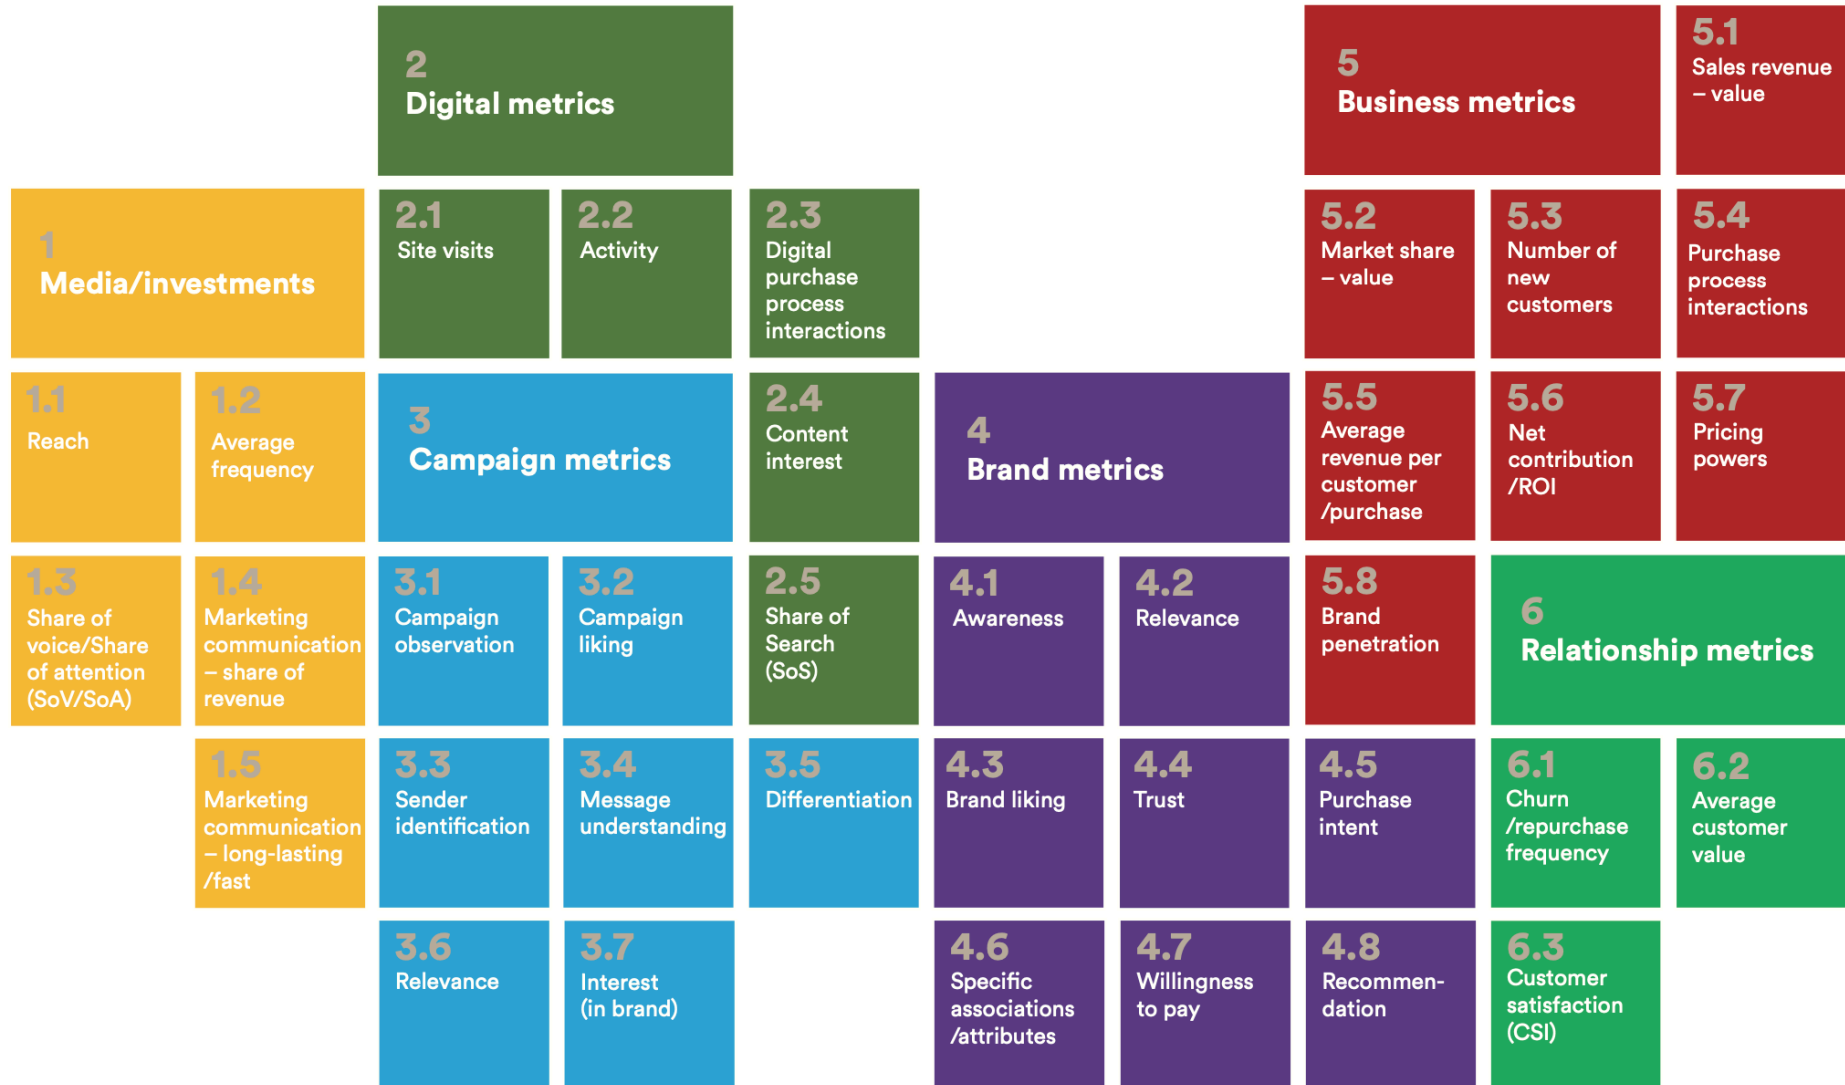 2
Digital metrics
5
Business metrics
5.1
Sales revenue
– value
1
Media/investments
2.1
Site visits
2.2
Activity
2.3
Digital
purchase
process
interactions
5.2
Market share
– value
5.3
Number of
new
customers
5.4
Purchase
process
interactions
1.1
Reach
1.2
Average
frequency
3
Campaign metrics
2.4
Content
interest
4
Brand metrics
5.5
Average
revenue per
customer
/purchase
5.6
Net
contribution
/ROI
5.7
Pricing
powers
1.3
Share of
voice/Share
of attention
(SoV/SoA)
1.4
Marketing
communication
– share of
revenue
3.1
Campaign
observation
3.2
Campaign
liking
2.5
Share of
Search
(SoS)
4.1
Awareness
4.2
Relevance
5.8
Brand
penetration
6
Relationship metrics
1.5
Marketing
communication
– long-lasting
/fast
3.3
Sender
identification
3.4
Message
understanding
3.5
Differentiation
4.3
Brand liking
4.4
Trust
4.5
Purchase
intent
6.1
Churn
/repurchase
frequency
6.2
Average
customer
value
3.6
Relevance
3.7
Interest
(in brand)
4.6
Specific
associations
/attributes
4.7
Willingness
to pay
4.8
Recommen-
dation
6.3
Customer
satisfaction
(CSI)